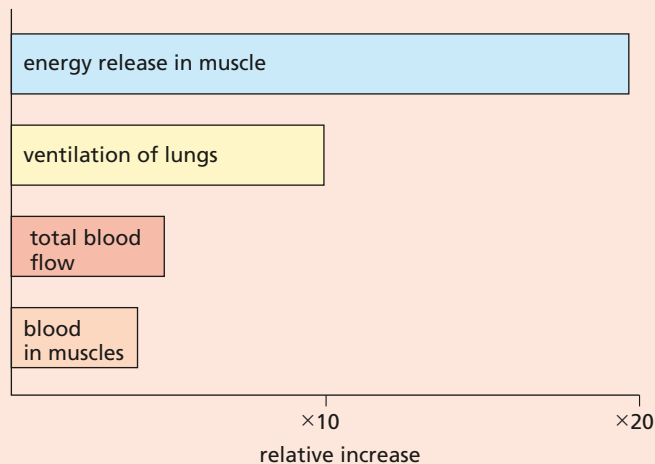 energy release in muscle
ventilation of lungs
total blood
flow
blood
in muscles
×10
×20
relative increase